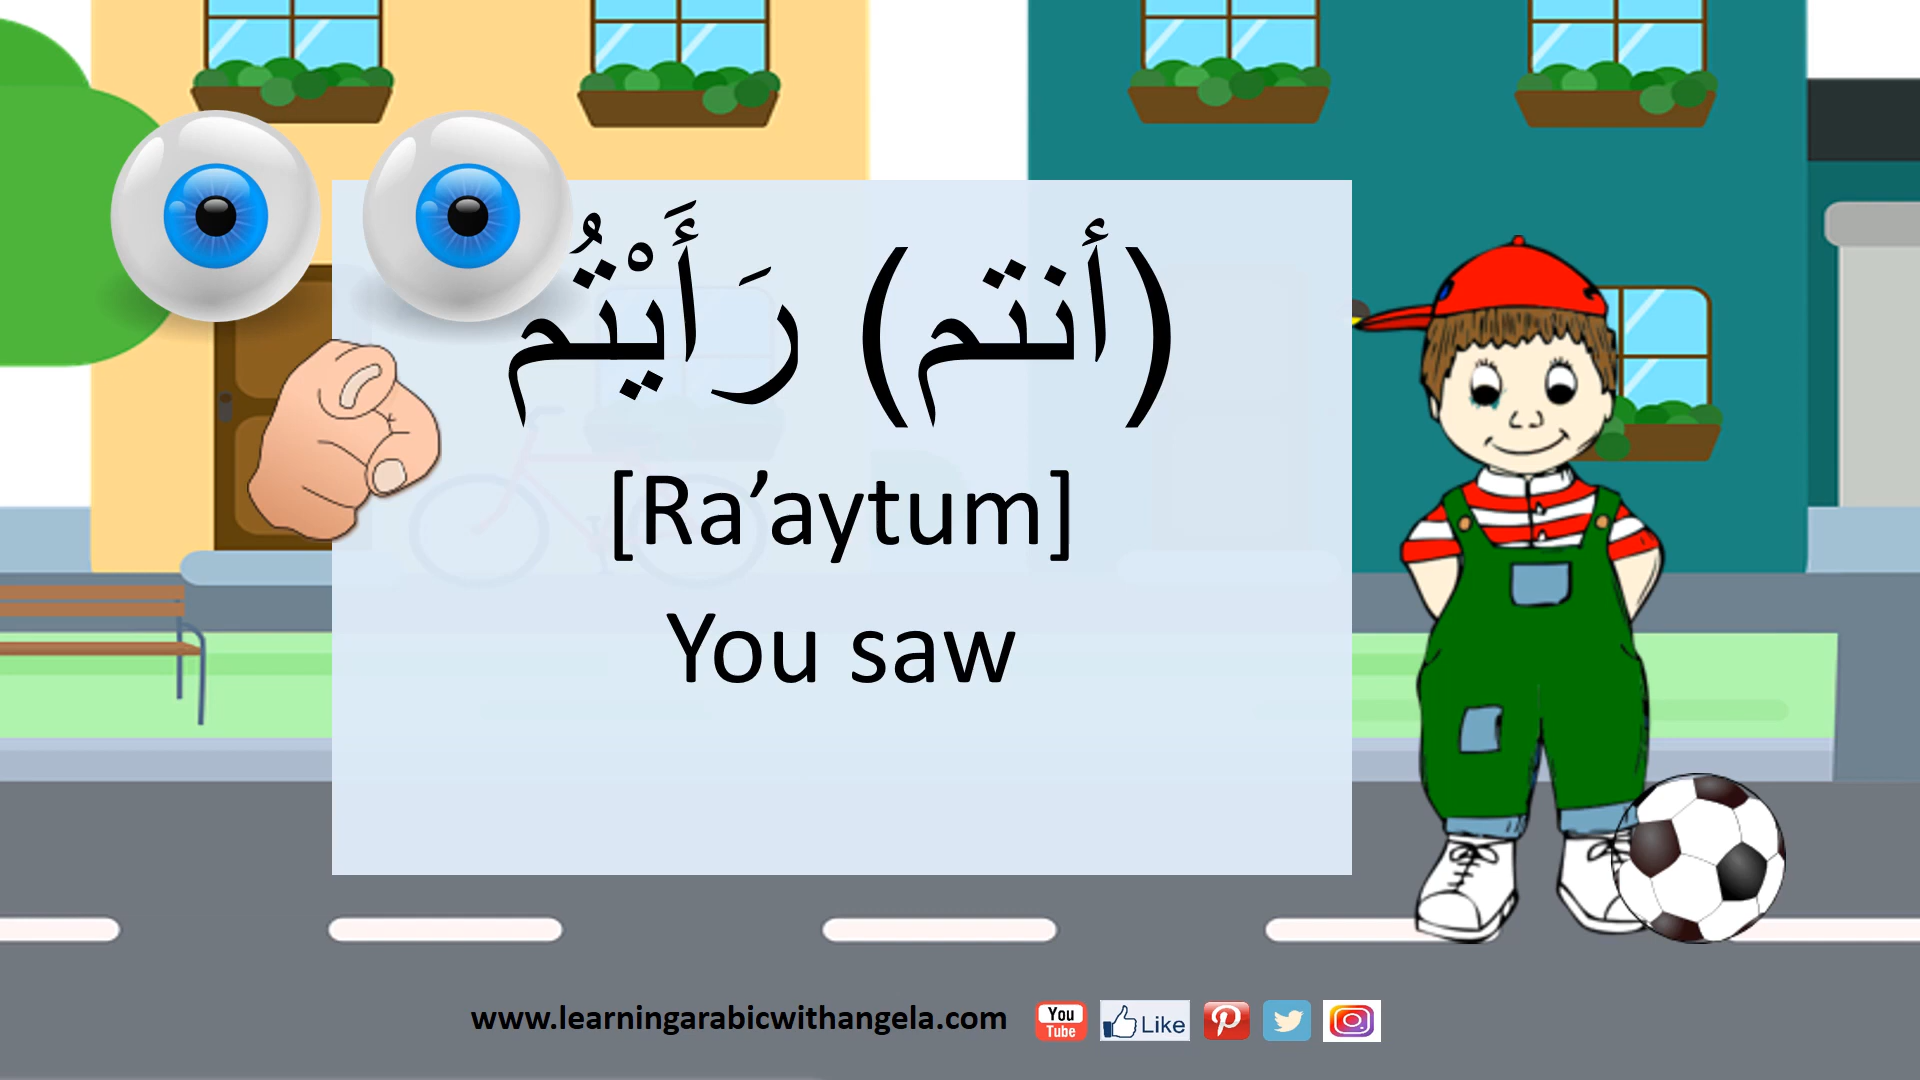 (أنتم) رَأَيْتُم
[Ra’aytum]
You saw
www.learningarabicwithangela.com
You Tube
Like